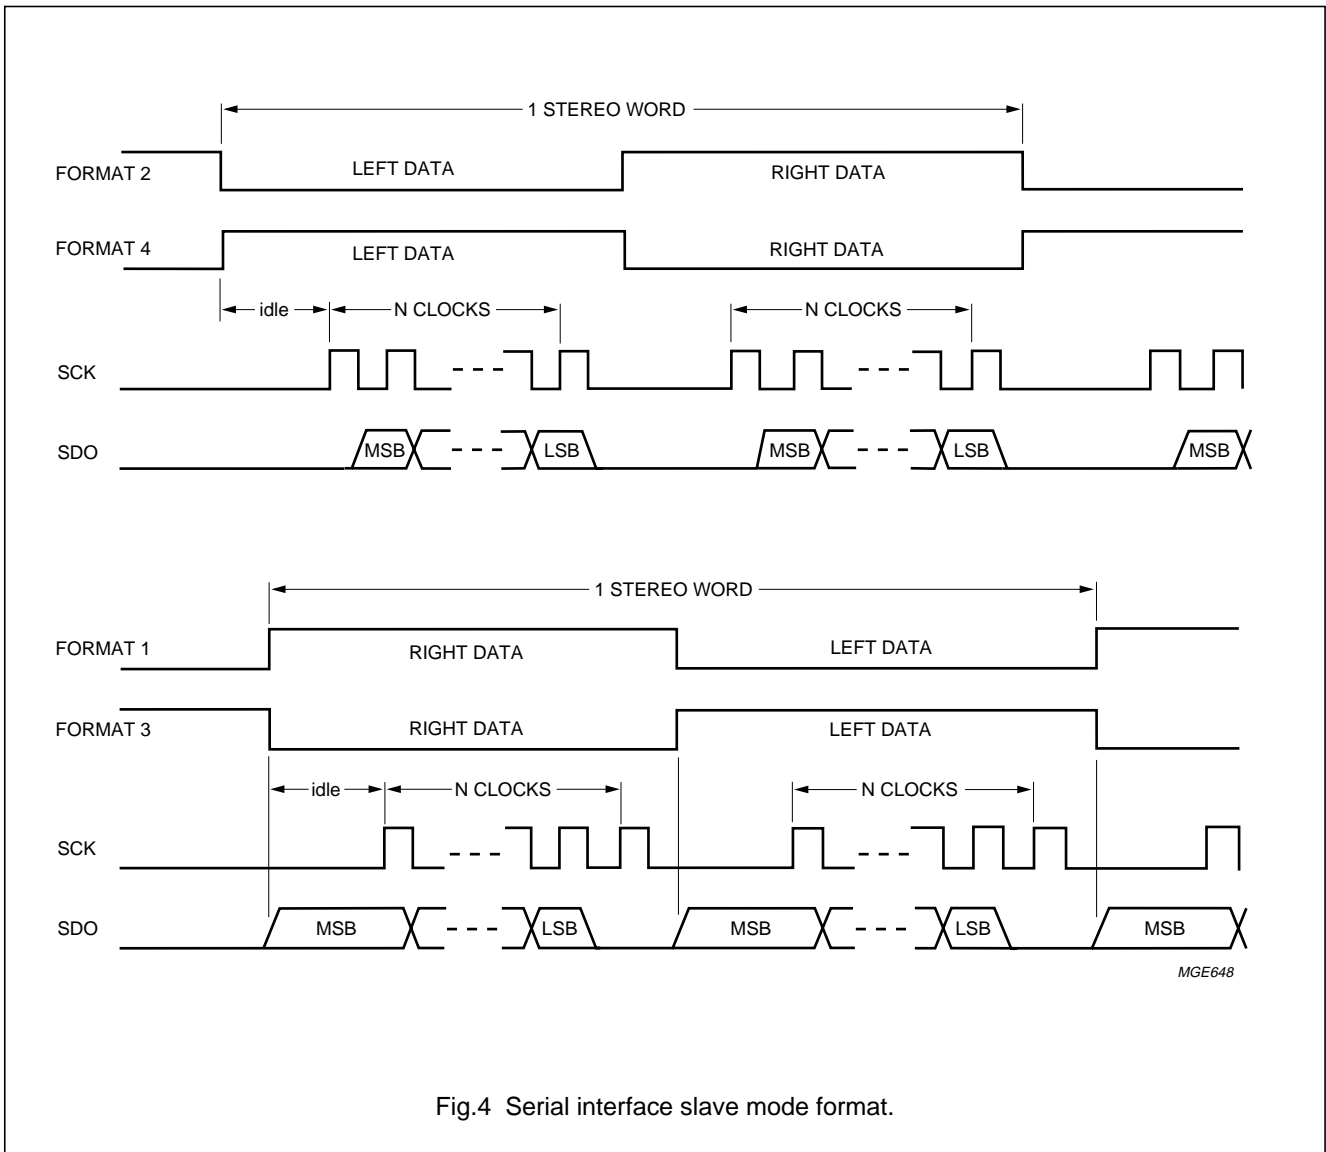 1 STEREO WORD
FORMAT 2 LEFT DATA RIGHT DATA
FORMAT 4 LEFT DATA RIGHT DATA
idle N CLOCKS N CLOCKS
SCK
SDO MSB LSB MSB LSB MSB
1 STEREO WORD
FORMAT 1 RIGHT DATA LEFT DATA
FORMAT 3 RIGHT DATA LEFT DATA
idle N CLOCKS N CLOCKS
SCK
SDO MSB LSB MSB LSB MSB
MGE648
Fig.4 Serial interface slave mode format.